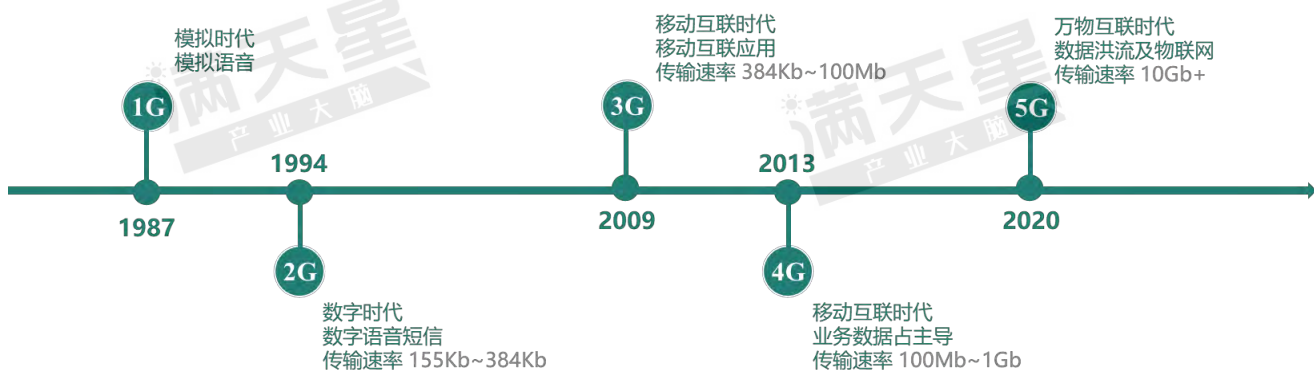 模拟时代
模拟语音
1G
1987
1994
2G
数字时代
数字语音短信
传输速率 155Kb~384Kb
移动互联时代
移动互联应用
传输速率 384Kb~100Mb
3G
2009
2013
4G
移动互联时代
业务数据占主导
传输速率 100Mb~1Gb
万物互联时代
数据洪流及物联网
传输速率 10Gb+
5G
2020
满天星
产业大脑
满天星
产业大脑